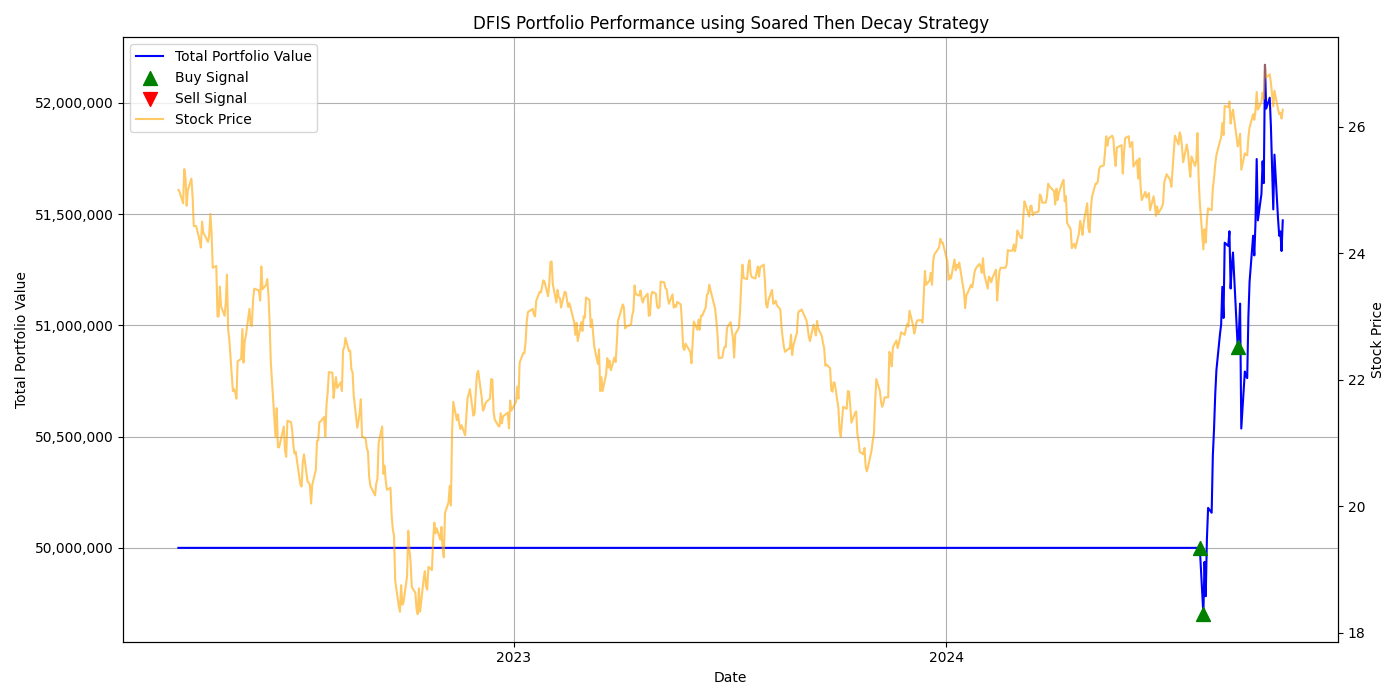 DFIS Portfolio Performance using Soared Then Decay Strategy
Total Portfolio Value
Buy Signal
Sell Signal
Stock Price
52,000,000
51,500,000
51,000,000
50,500,000
50,000,000
Total Portfolio Value
26
24
22
20
18
Stock Price
2023
2024
Date